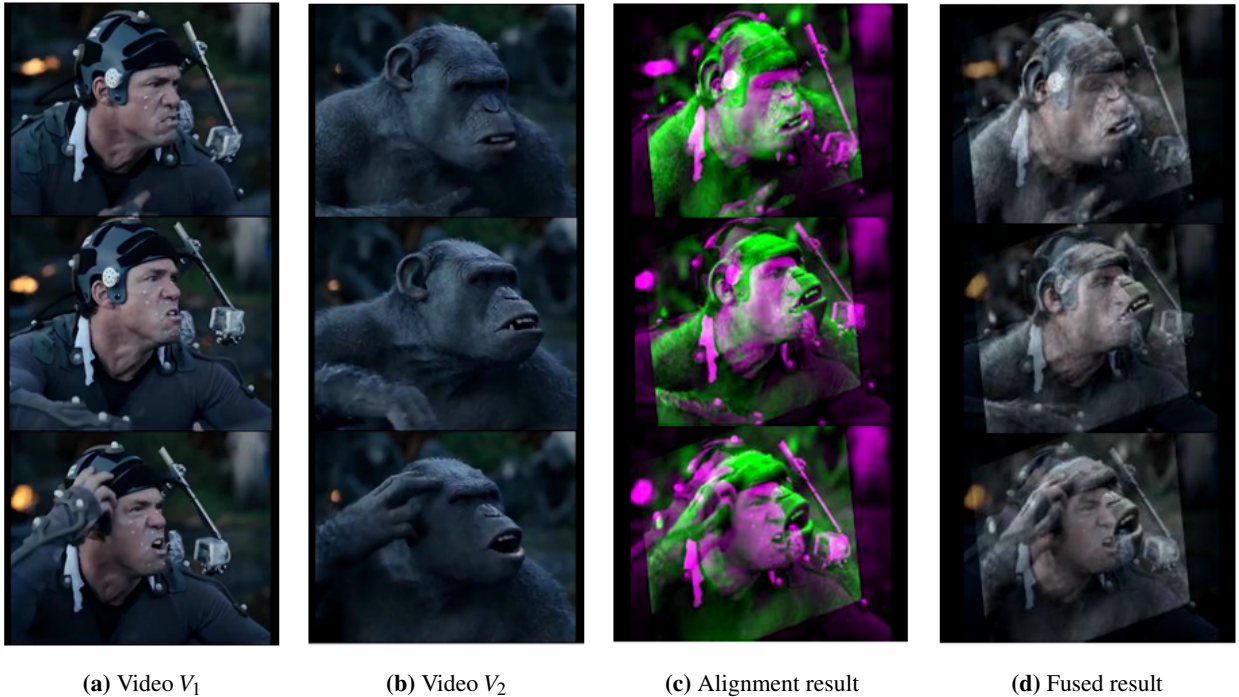 (a) Video V1
(b) Video V2
(c) Alignment result
(d) Fused result